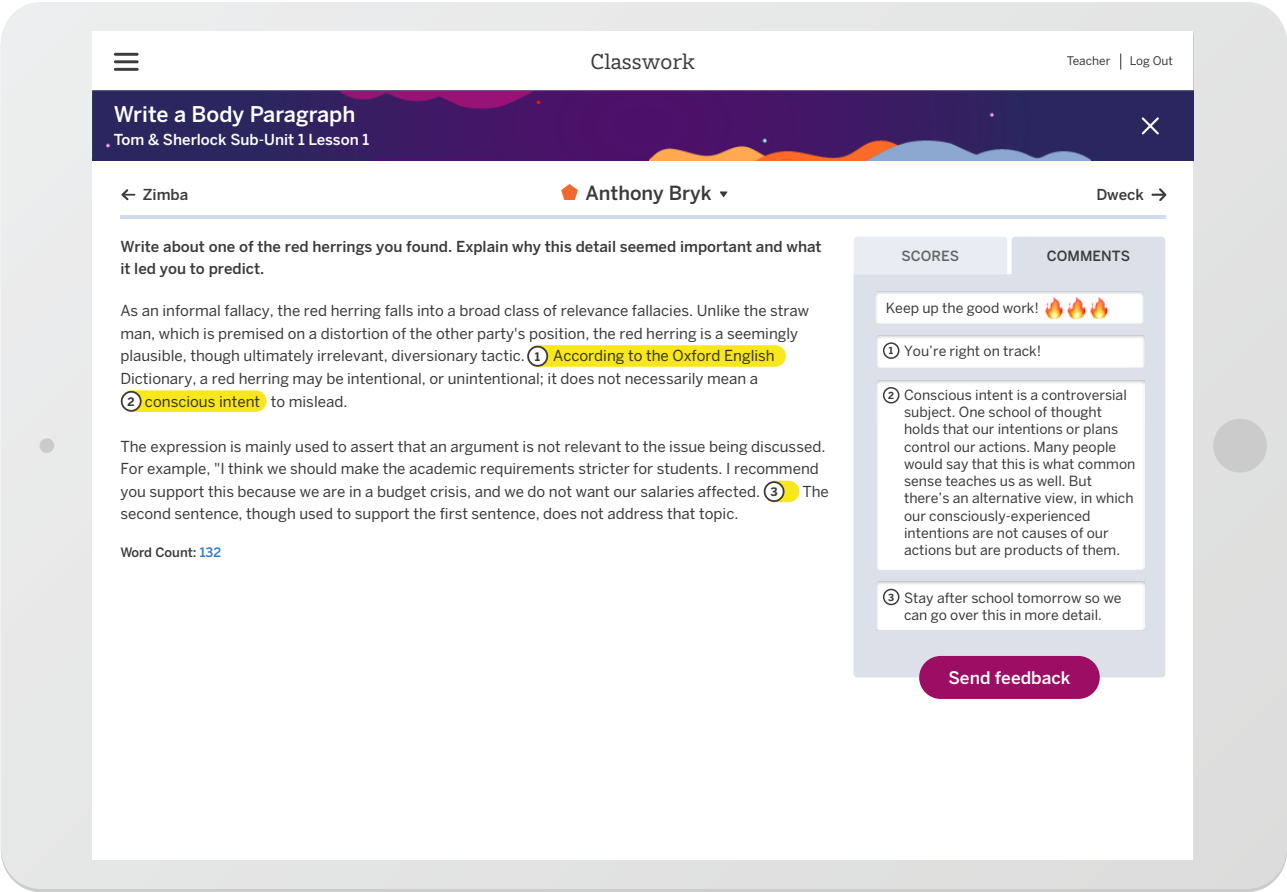 Classwork
Teacher | Log Out
Write a Body Paragraph
Tom & Sherlock Sub-Unit 1 Lesson 1
← Zimba
Anthony Bryk ▾
Dweck →
Write about one of the red herrings you found. Explain why this detail seemed important and what
it led you to predict.
As an informal fallacy, the red herring falls into a broad class of relevance fallacies. Unlike the straw
man, which is premised on a distortion of the other party's position, the red herring is a seemingly
plausible, though ultimately irrelevant, diversionary tactic. 1 According to the Oxford English
Dictionary, a red herring may be intentional, or unintentional; it does not necessarily mean a
2 conscious intent to mislead.
The expression is mainly used to assert that an argument is not relevant to the issue being discussed.
For example, "I think we should make the academic requirements stricter for students. I recommend
you support this because we are in a budget crisis, and we do not want our salaries affected. 3 The
second sentence, though used to support the first sentence, does not address that topic.
Word Count: 132
SCORES
COMMENTS
Keep up the good work! 🔥🔥🔥
1 You're right on track!
2 Conscious intent is a controversial
subject. One school of thought
holds that our intentions or plans
control our actions. Many people
would say that this is what common
sense teaches us as well. But
there's an alternative view, in which
our consciously-experienced
intentions are not causes of our
actions but are products of them.
3 Stay after school tomorrow so we
can go over this in more detail.
Send feedback